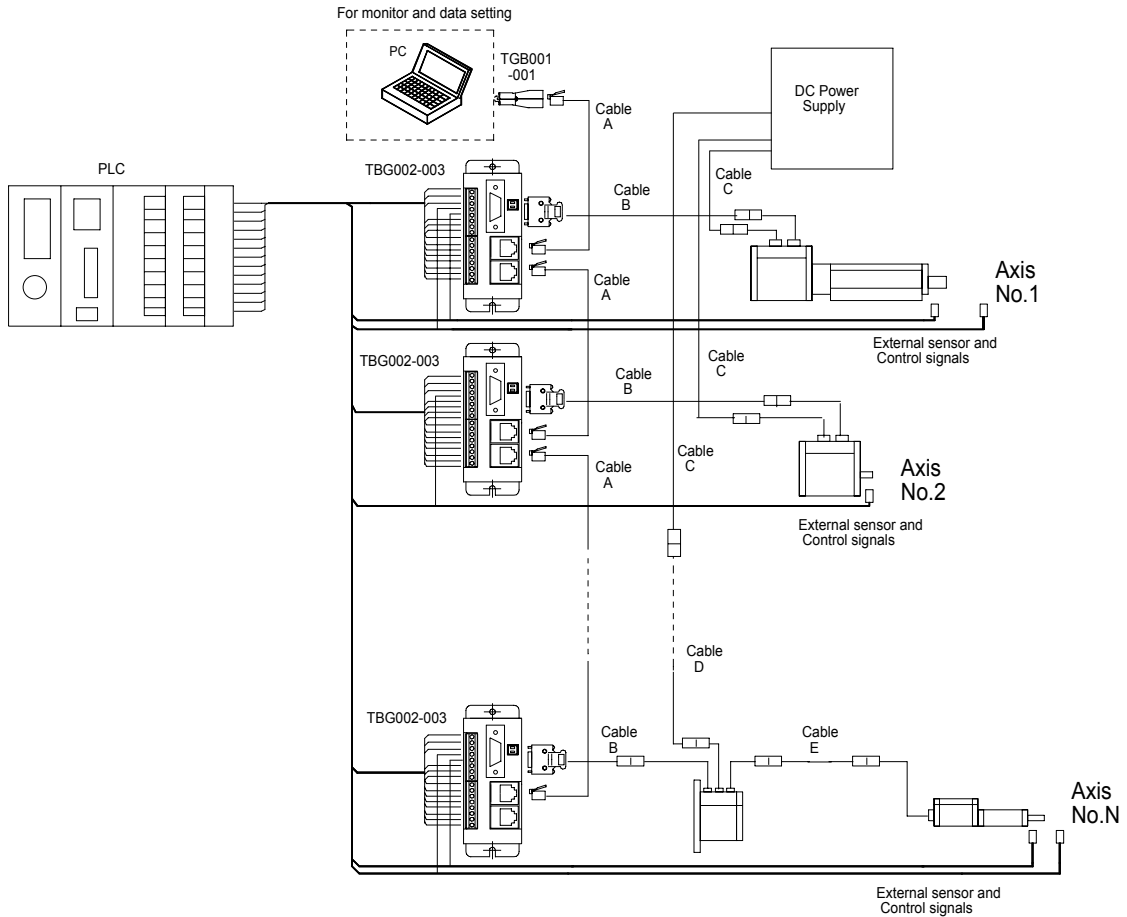 For monitor and data setting
PC
TGB001
-001
Cable
A
DC Power
Supply
PLC
TBG002-003
Cable
B
Cable
C
Cable
A
Axis
No.1
External sensor and
Control signals
TBG002-003
Cable
B
Cable
C
Cable
C
Cable
A
Axis
No.2
External sensor and
Control signals
Cable
D
TBG002-003
Cable
B
Cable
E
Axis
No.N
External sensor and
Control signals